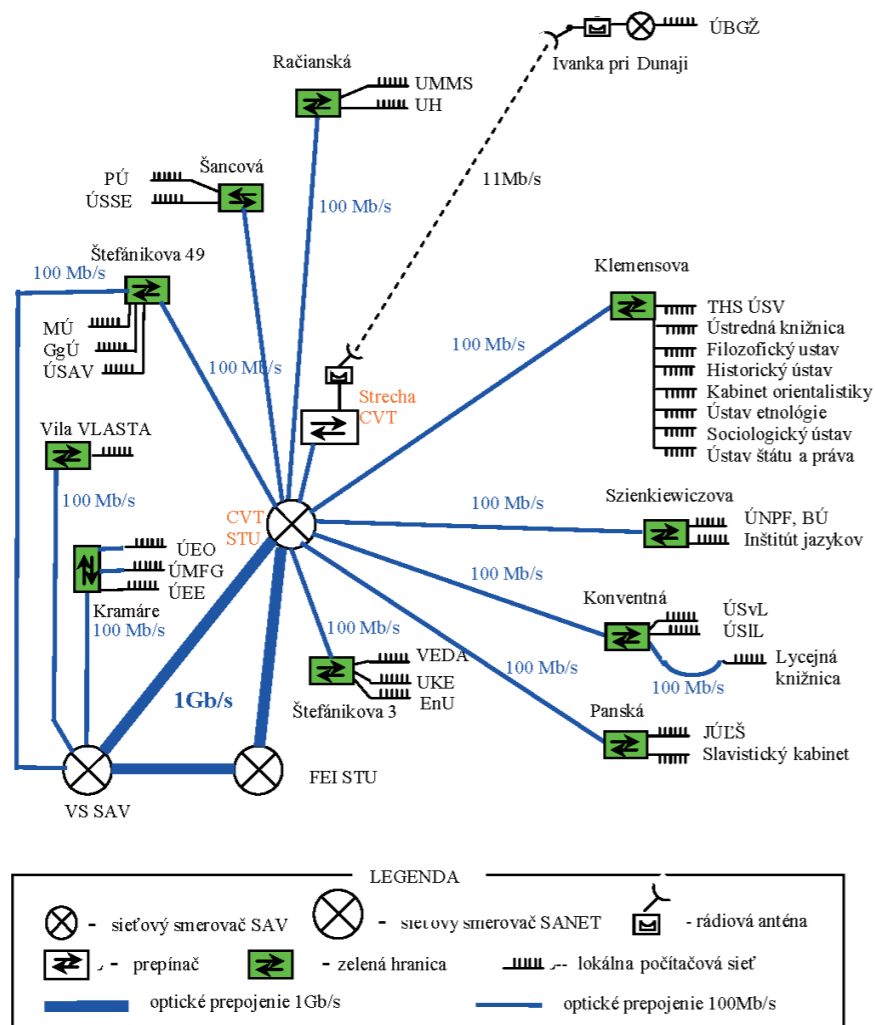 ÚBGŽ
Ivanka pri Dunaji
Račianská
UMMS
UH
11Mb/s
PÚ
ÚSSE
Šancová
100 Mb/s
Štefánikova 49
100 Mb/s
MÚ
GgÚ
ÚSAV
100 Mb/s
Klemensova
THS ÚSV
Ústredná knižnica
Filozofický ustav
Historický ústav
Kabinet orientalistiky
Ústav etnológie
Sociologický ústav
Ústav štátu a práva
100 Mb/s
Strecha
CVT
Vila VLASTA
100 Mb/s
CVT
STU
100 Mb/s
Szienkiewiczova
ÚNPF, BÚ
Inštitút jazykov
ÚEO
ÚMFG
ÚEE
Kramáre
100 Mb/s
100 Mb/s
Konventná
ÚSvL
ÚSlL
Lycejná
knižnica
100 Mb/s
100 Mb/s
VEDA
UKE
EnU
Štefánikova 3
100 Mb/s
Panská
JÚĽŠ
Slavistický kabinet
1Gb/s
VS SAV
FEI STU
LEGENDA
- sieťový smerovač SAV
- sieťový smerovač SANET
- rádiová anténa
- prepínač
- zelená hranica
-- lokálna počítačová sieť
optické prepojenie 1Gb/s
optické prepojenie 100Mb/s